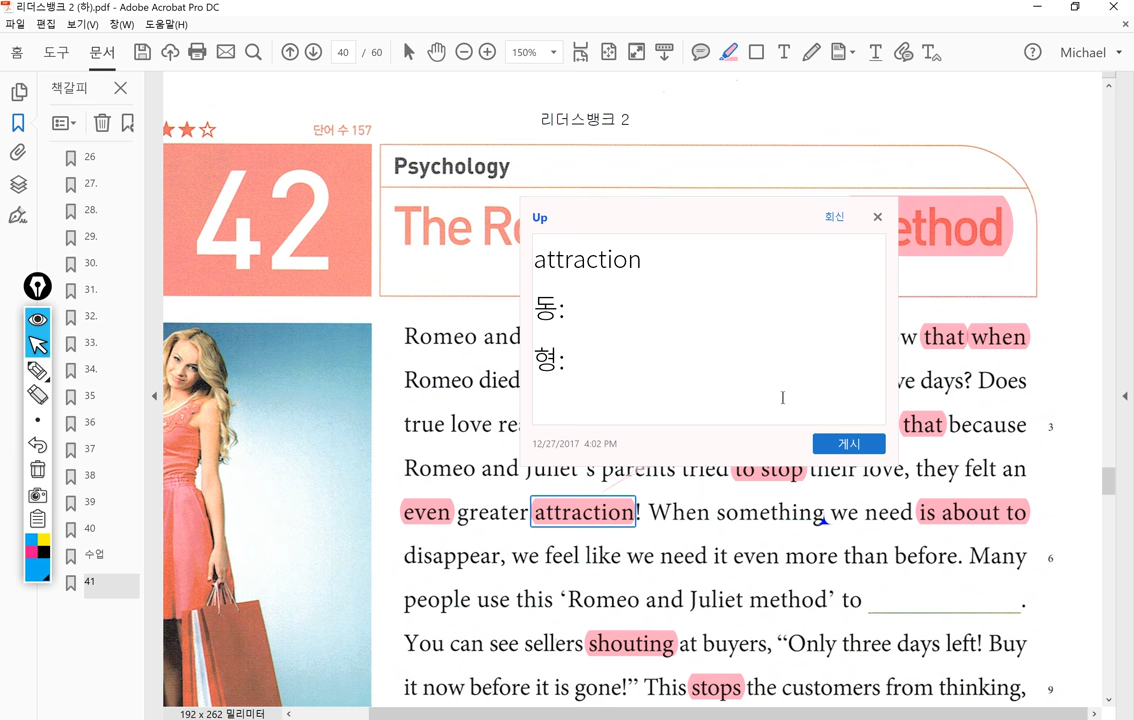 리더스뱅크 2 (하).pdf - Adobe Acrobat Pro DC
파일 편집 보기(V) 창(W) 도움말(H)
홈 도구 문서 40 / 60 150% Michael
책갈피
26
27.
28.
29.
30.
31.
32.
33.
34.
35
36
37
38
39
40
수업
41
리더스뱅크 2
단어 수 157
42
Psychology
The Ro ethod
Up 회신
attraction
동:
형:
12/27/2017 4:02 PM 게시
Romeo and w that when
Romeo died ve days? Does
true love re that because 3
Romeo and Juliet's parents tried to stop their love, they felt an
even greater attraction! When something we need is about to
disappear, we feel like we need it even more than before. Many 6
people use this ‘Romeo and Juliet method’ to ____________.
You can see sellers shouting at buyers, “Only three days left! Buy
it now before it is gone!” This stops the customers from thinking, 9
192 x 262 밀리미터